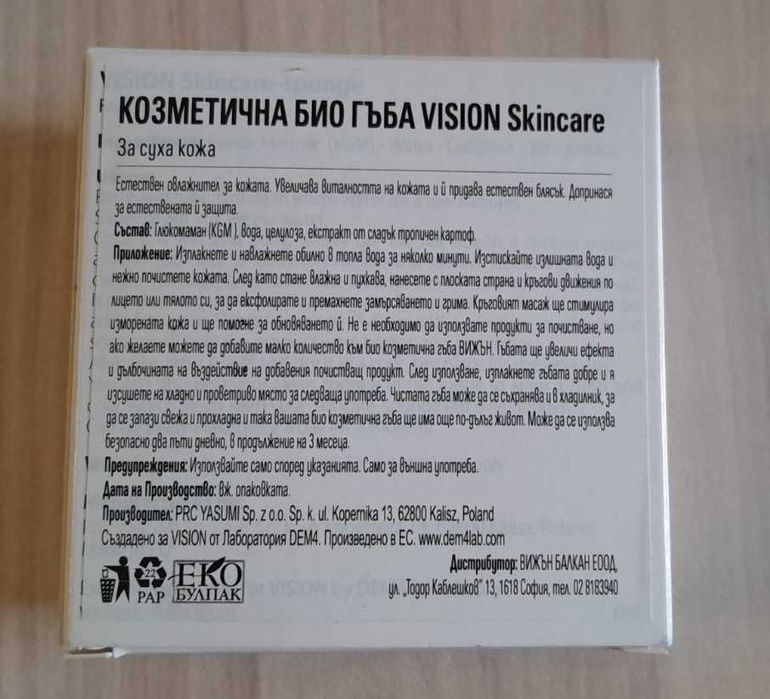 КОЗМЕТИЧНА БИО ГЪБА VISION Skincare
За суха кожа
Естествен овлажнител за кожата. Увеличава виталността на кожата и й придава естествен блясък. Допринася
за естествената й защита.
Състав: Глюкомаман (KGM ), вода, целулоза, екстракт от сладък тропичен картоф.
Приложение: Изплакнете и навлажнете обилно в топла вода за няколко минути. Изстискайте излишната вода и
нежно почистете кожата. След като стане влажна и пухкава, нанесете с плоската страна и кръгови движения по
лицето или тялото си, за да ексфолирате и премахнете замърсяването и грима. Кръговият масаж ще стимулира
изморената кожа и ще помогне за обновяването й. Не е необходимо да използвате продукти за почистване, но
ако желаете можете да добавите малко количество към био козметична гъба ВИЖЪН. Гъбата ще увеличи ефекта
и дълбочината на въздействие на добавения почистващ продукт. След използване, изплакнете гъбата добре и я
изсушете на хладно и проветриво място за следваща употреба. Чистата гъба може да се съхранява и в хладилник, за
да се запази свежа и прохладна и така вашата био козметична гъба ще има още по-дълъг живот. Може да се използва
безопасно два пъти дневно, в продължение на 3 месеца.
Предупреждения: Използвайте само според указанията. Само за външна употреба.
Дата на Производство: вж. опаковката.
Производител: PRC YASUMI Sp. z o.o. Sp. k. ul. Kopernika 13, 62800 Kalisz, Poland
Създадено за VISION от Лаборатория DEM4. Произведено в ЕС. www.dem4lab.com
Дистрибутор: ВИЖЪН БАЛКАН ЕООД,
ул. „Тодор Каблешков" 13, 1618 София, тел. 02 8183940
22
PAP
ЕКО
БУЛПАК